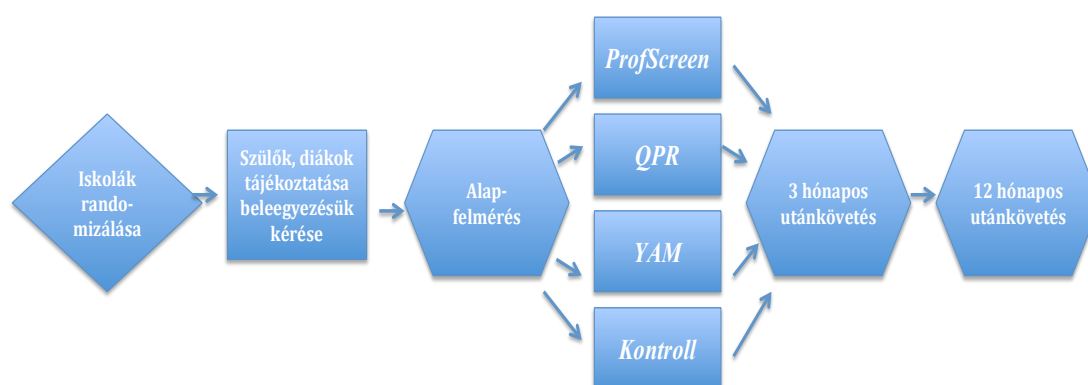 Iskolák
rando-
mizálása
Szülők, diákok
tájékoztatása
beleegyezésük
kérése
Alap-
felmérés
ProfScreen
QPR
YAM
Kontroll
3 hónapos
utánkövetés
12 hónapos
utánkövetés